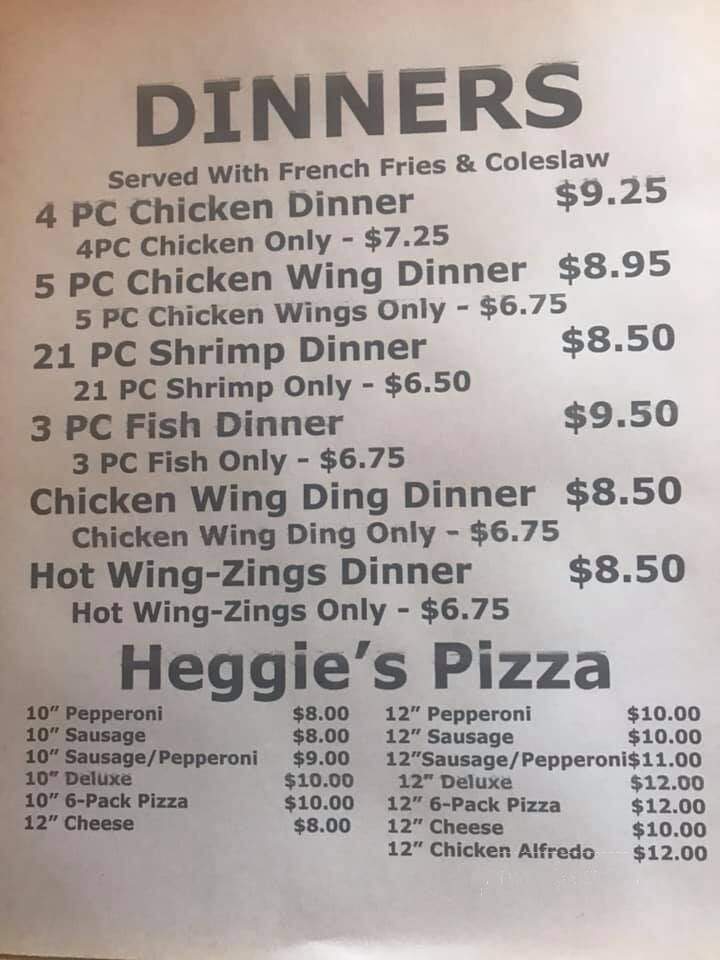 DINNERS
Served With French Fries & Coleslaw
4 PC Chicken Dinner $9.25
4PC Chicken Only - $7.25
5 PC Chicken Wing Dinner $8.95
5 PC Chicken Wings Only - $6.75
21 PC Shrimp Dinner $8.50
21 PC Shrimp Only - $6.50
3 PC Fish Dinner $9.50
3 PC Fish Only - $6.75
Chicken Wing Ding Dinner $8.50
Chicken Wing Ding Only - $6.75
Hot Wing-Zings Dinner $8.50
Hot Wing-Zings Only - $6.75
Heggie's Pizza
10" Pepperoni $8.00 12" Pepperoni $10.00
10" Sausage $8.00 12" Sausage $10.00
10" Sausage/Pepperoni $9.00 12"Sausage/Pepperoni$11.00
10" Deluxe $10.00 12" Deluxe $12.00
10" 6-Pack Pizza $10.00 12" 6-Pack Pizza $12.00
12" Cheese $8.00 12" Cheese $10.00
12" Chicken Alfredo $12.00